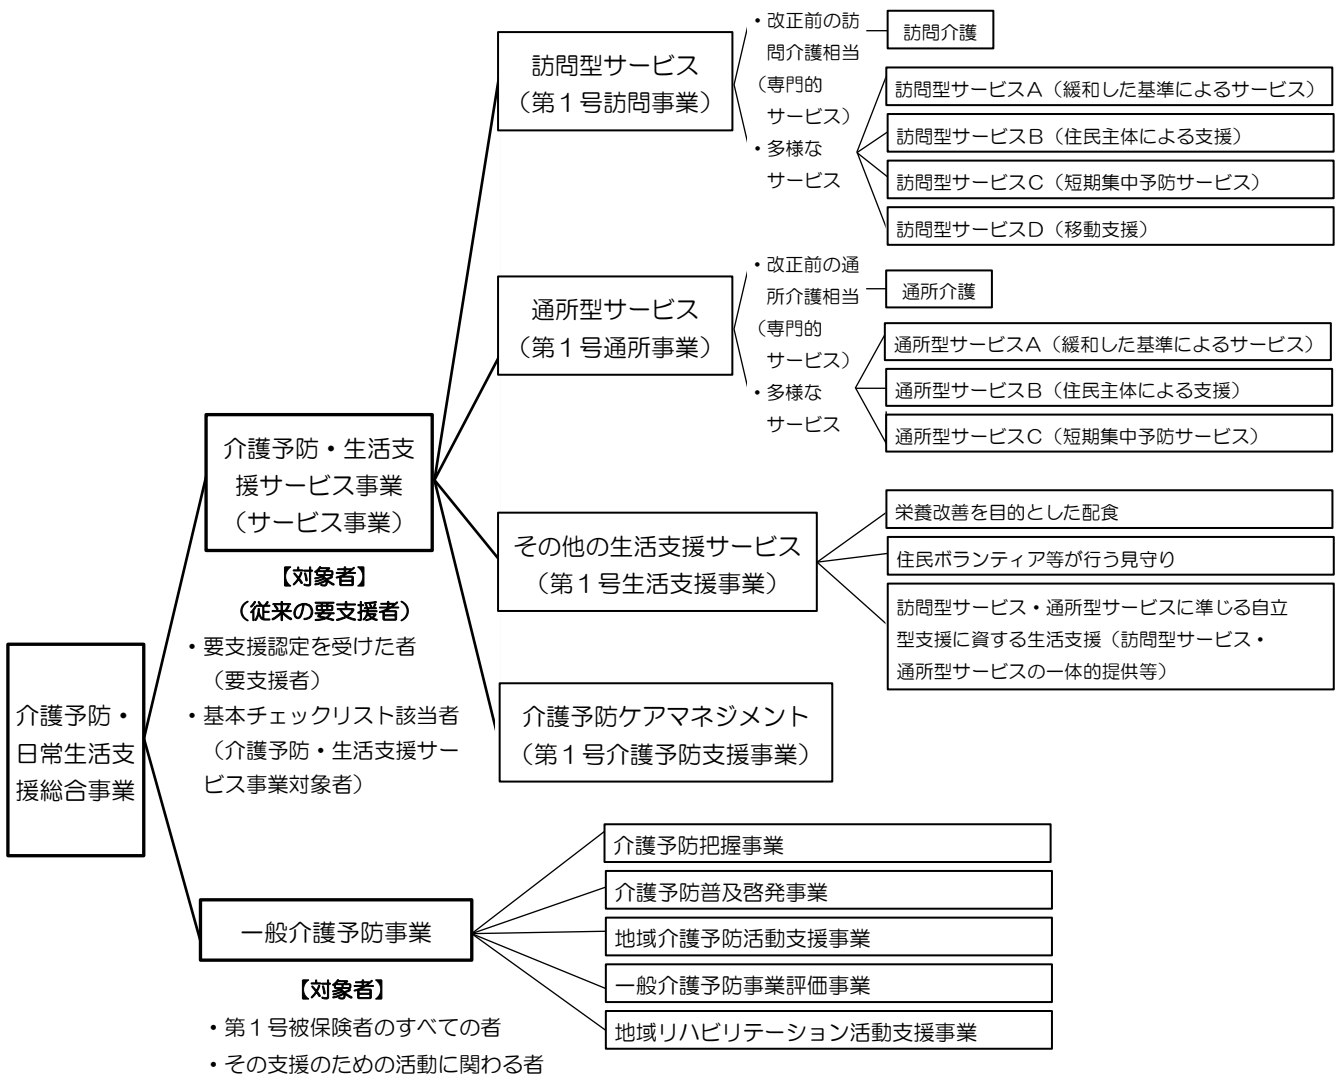 介護予防・
日常生活支
援総合事業
介護予防・生活支
援サービス事業
（サービス事業）
【対象者】
（従来の要支援者）
・要支援認定を受けた者
（要支援者）
・基本チェックリスト該当者
（介護予防・生活支援サー
ビス事業対象者）
訪問型サービス
（第１号訪問事業）
・改正前の訪
問介護相当
（専門的
サービス）
・多様な
サービス
訪問介護
訪問型サービスＡ（緩和した基準によるサービス）
訪問型サービスＢ（住民主体による支援）
訪問型サービスＣ（短期集中予防サービス）
訪問型サービスＤ（移動支援）
通所型サービス
（第１号通所事業）
・改正前の通
所介護相当
（専門的
サービス）
・多様な
サービス
通所介護
通所型サービスＡ（緩和した基準によるサービス）
通所型サービスＢ（住民主体による支援）
通所型サービスＣ（短期集中予防サービス）
その他の生活支援サービス
（第１号生活支援事業）
栄養改善を目的とした配食
住民ボランティア等が行う見守り
訪問型サービス・通所型サービスに準じる自立
型支援に資する生活支援（訪問型サービス・
通所型サービスの一体的提供等）
介護予防ケアマネジメント
（第１号介護予防支援事業）
一般介護予防事業
【対象者】
・第１号被保険者のすべての者
・その支援のための活動に関わる者
介護予防把握事業
介護予防普及啓発事業
地域介護予防活動支援事業
一般介護予防事業評価事業
地域リハビリテーション活動支援事業